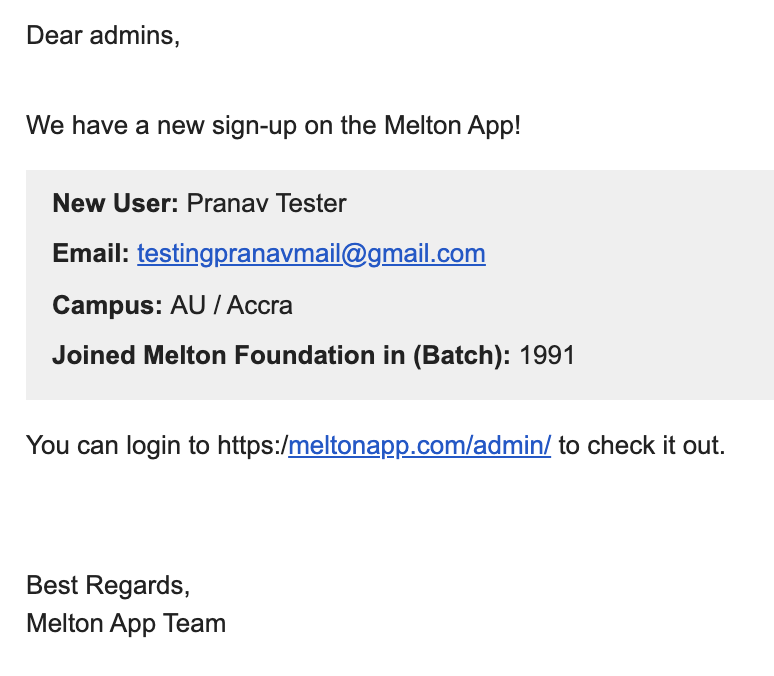 Dear admins,
We have a new sign-up on the Melton App!
New User: Pranav Tester
Email: testingpranavmail@gmail.com
Campus: AU / Accra
Joined Melton Foundation in (Batch): 1991
You can login to https:/meltonapp.com/admin/ to check it out.
Best Regards,
Melton App Team